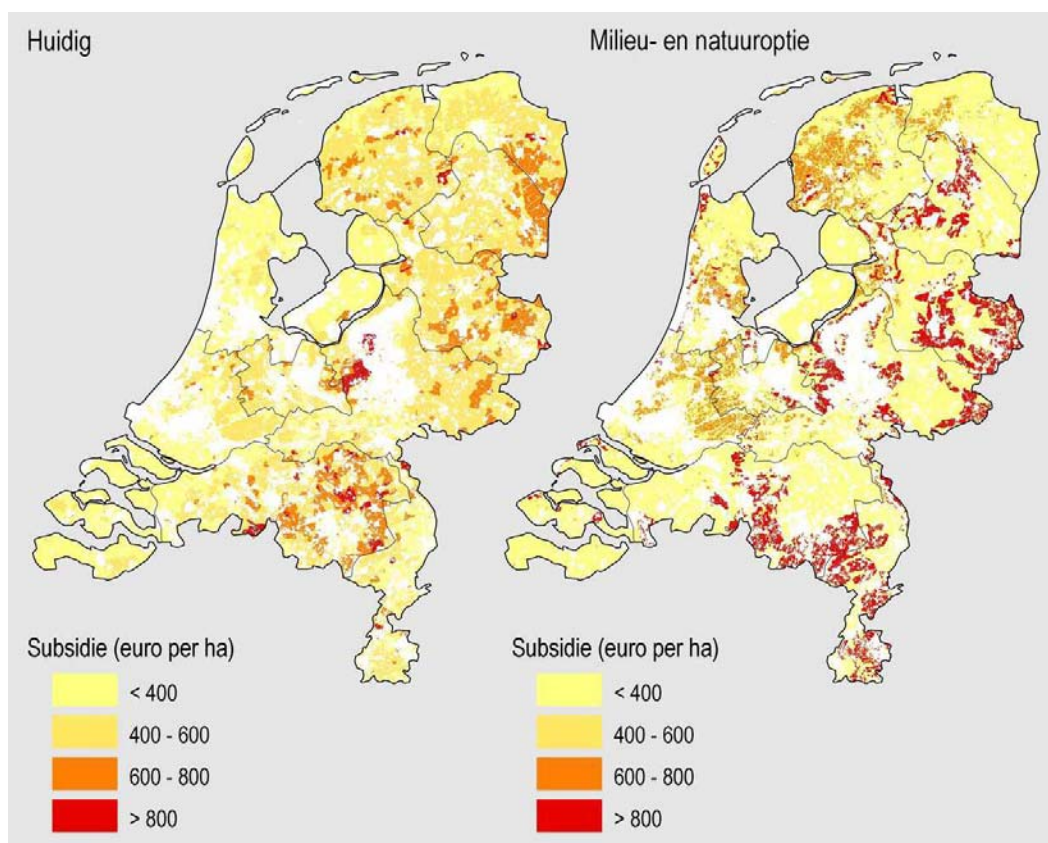 Huidig
Milieu- en natuuroptie
Subsidie (euro per ha)
< 400
400 - 600
600 - 800
> 800
Subsidie (euro per ha)
< 400
400 - 600
600 - 800
> 800